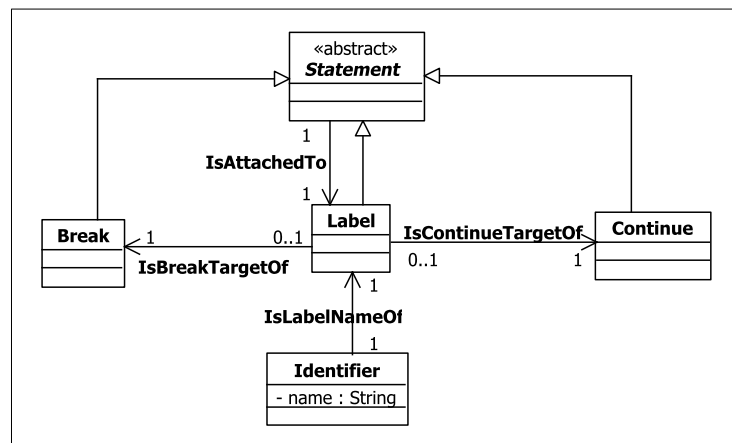 «abstract»
Statement
1
IsAttachedTo
1
Break
1
0..1
IsBreakTargetOf
Label
IsContinueTargetOf
0..1
1
Continue
1
IsLabelNameOf
1
Identifier
- name : String